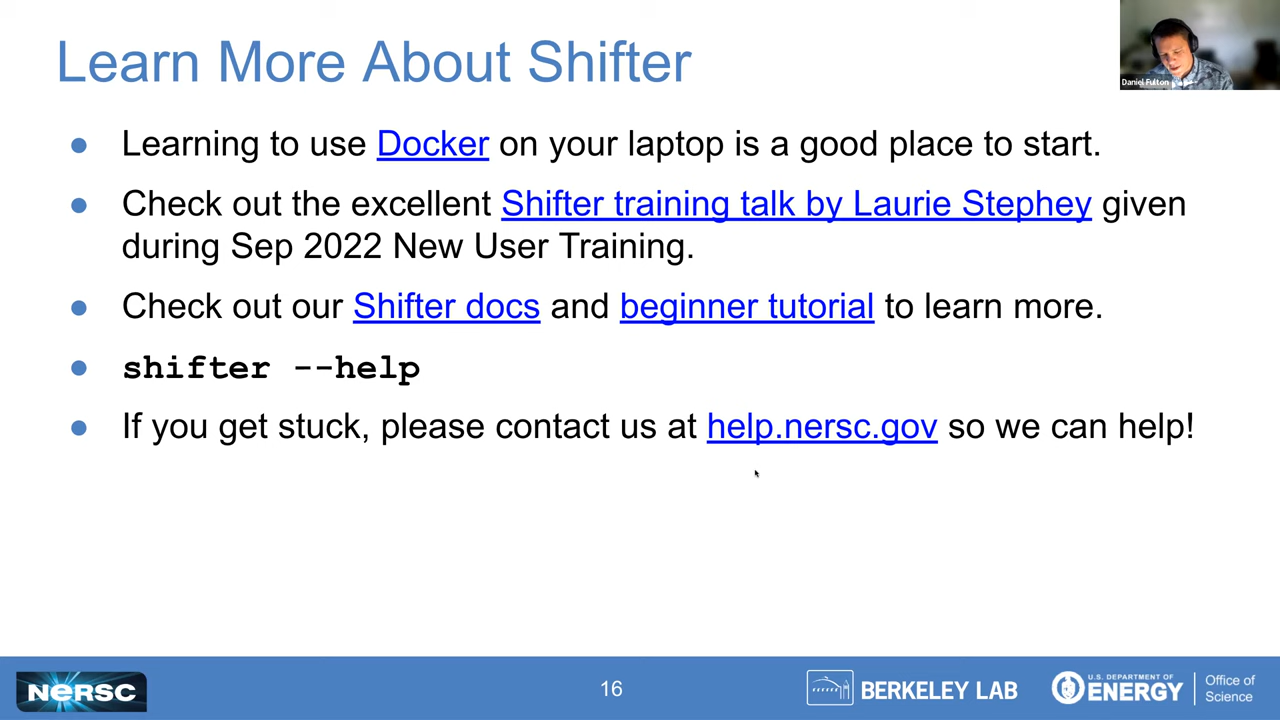 Learn More About Shifter
Daniel Fulton
● Learning to use Docker on your laptop is a good place to start.
● Check out the excellent Shifter training talk by Laurie Stephey given
during Sep 2022 New User Training.
● Check out our Shifter docs and beginner tutorial to learn more.
● shifter --help
● If you get stuck, please contact us at help.nersc.gov so we can help!
NERSC
16
BERKELEY LAB
U.S. DEPARTMENT OF
ENERGY
Office of
Science